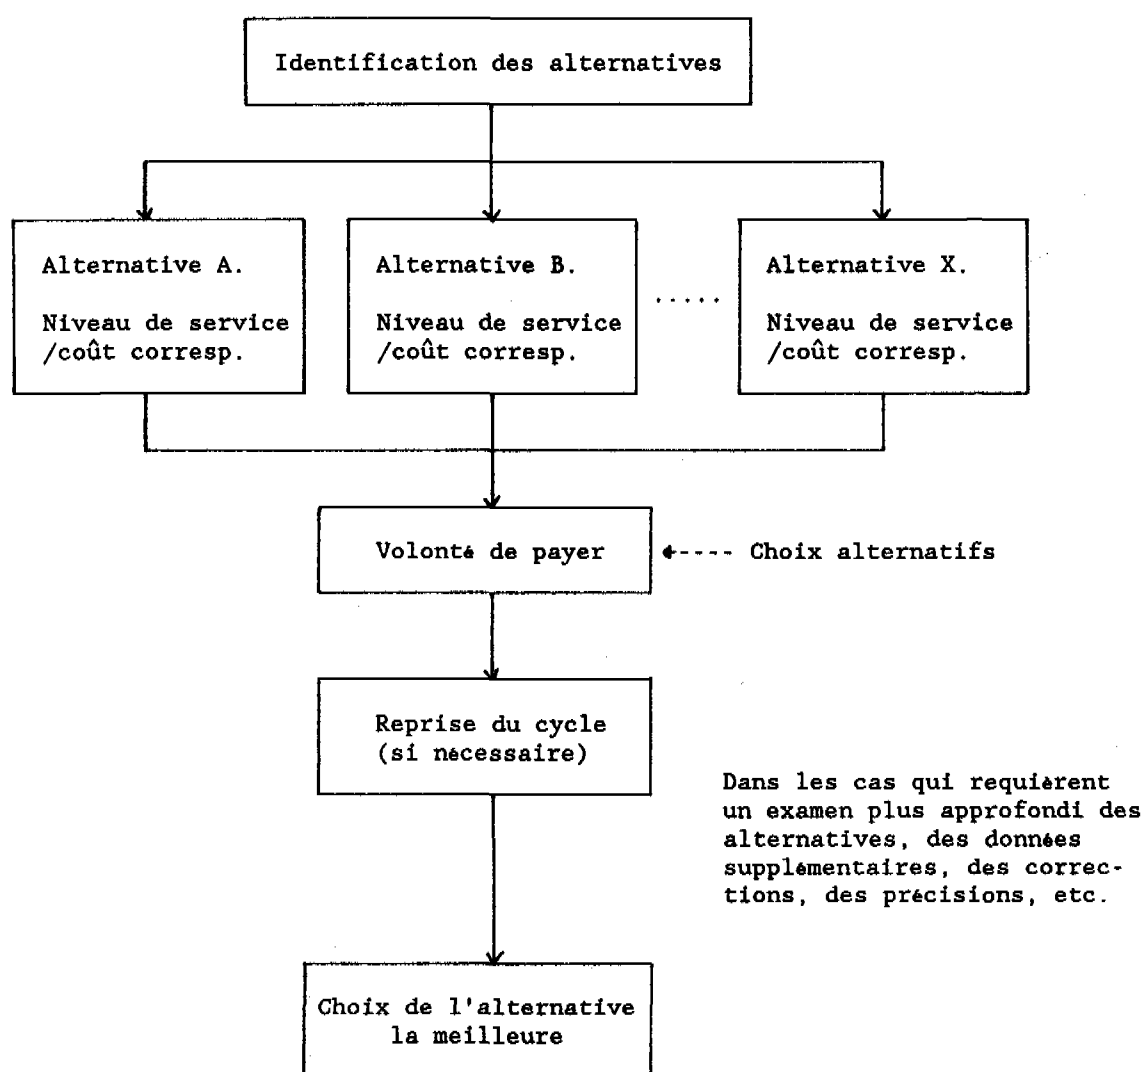 Identification des alternatives
Alternative A.
Niveau de service
/coût corresp.
Alternative B.
Niveau de service
/coût corresp.
.....
Alternative X.
Niveau de service
/coût corresp.
Volonté de payer
Choix alternatifs
Reprise du cycle
(si nécessaire)
Dans les cas qui requièrent
un examen plus approfondi des
alternatives, des données
supplémentaires, des correc-
tions, des précisions, etc.
Choix de l'alternative
la meilleure